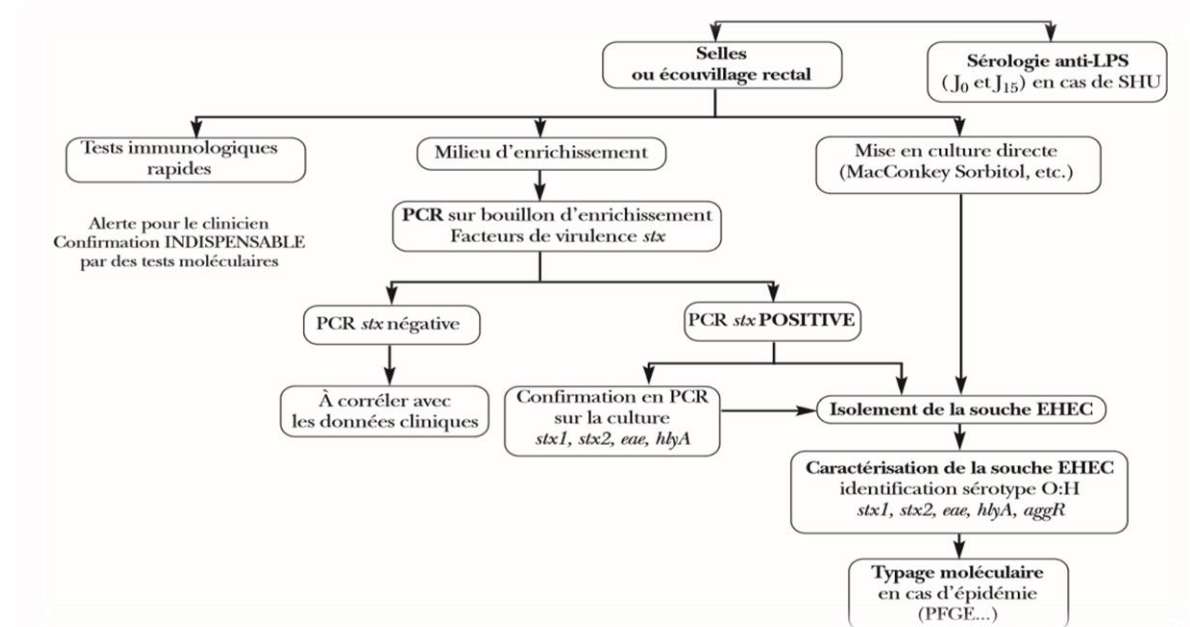 Selles
ou écouvillage rectal
Sérologie anti-LPS
( J0 et J15) en cas de SHU
Tests immunologiques
rapides
Milieu d'enrichissement
Mise en culture directe
(MacConkey Sorbitol, etc.)
Alerte pour le clinicien
Confirmation INDISPENSABLE
par des tests moléculaires
PCR sur bouillon d'enrichissement
Facteurs de virulence stx
PCR stx négative
PCR stx POSITIVE
À corréler avec
les données cliniques
Confirmation en PCR
sur la culture
stx1, stx2, eae, hlyA
Isolement de la souche EHEC
Caractérisation de la souche EHEC
identification sérotype O:H
stx1, stx2, eae, hlyA, aggR
Typage moléculaire
en cas d'épidémie
(PFGE...)